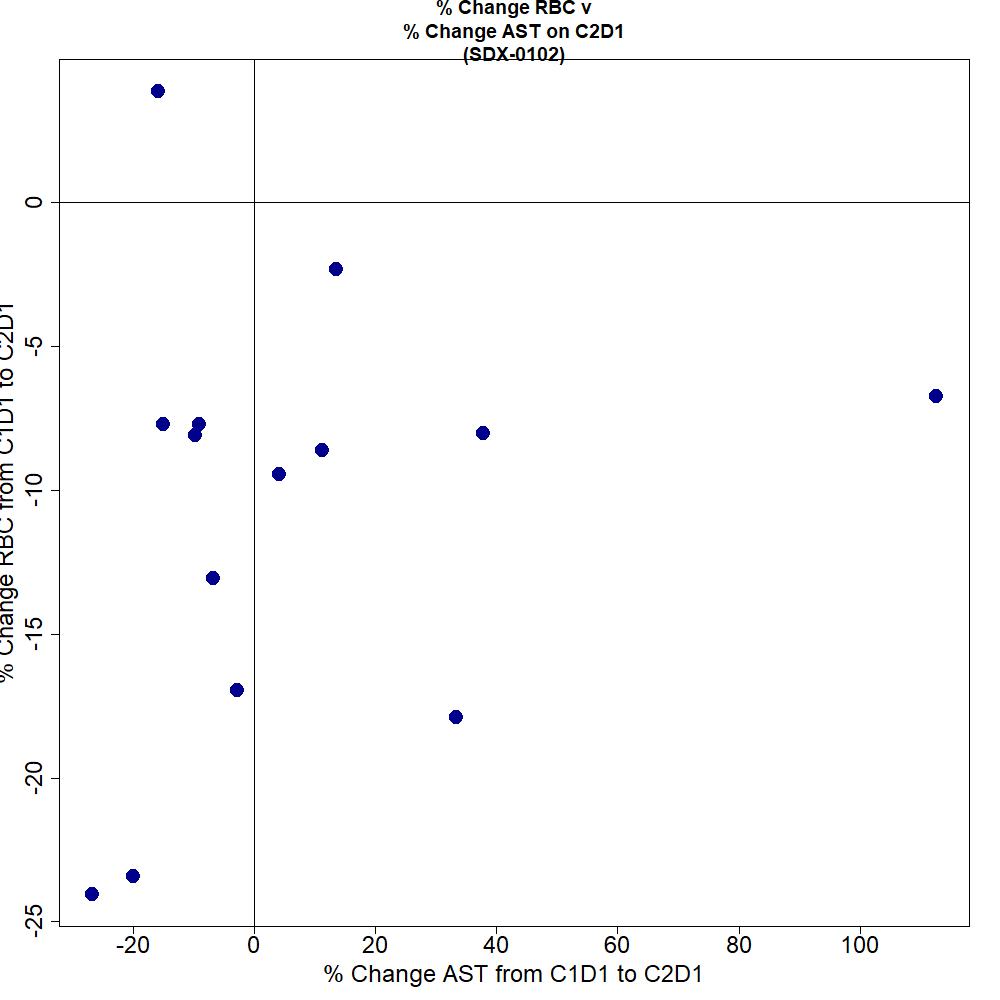 % Change RBC v
% Change AST on C2D1
(SDX-0102)
% Change RBC from C1D1 to C2D1
0
-5
-10
-15
-20
-25
-20
0
20
40
60
80
100
% Change AST from C1D1 to C2D1